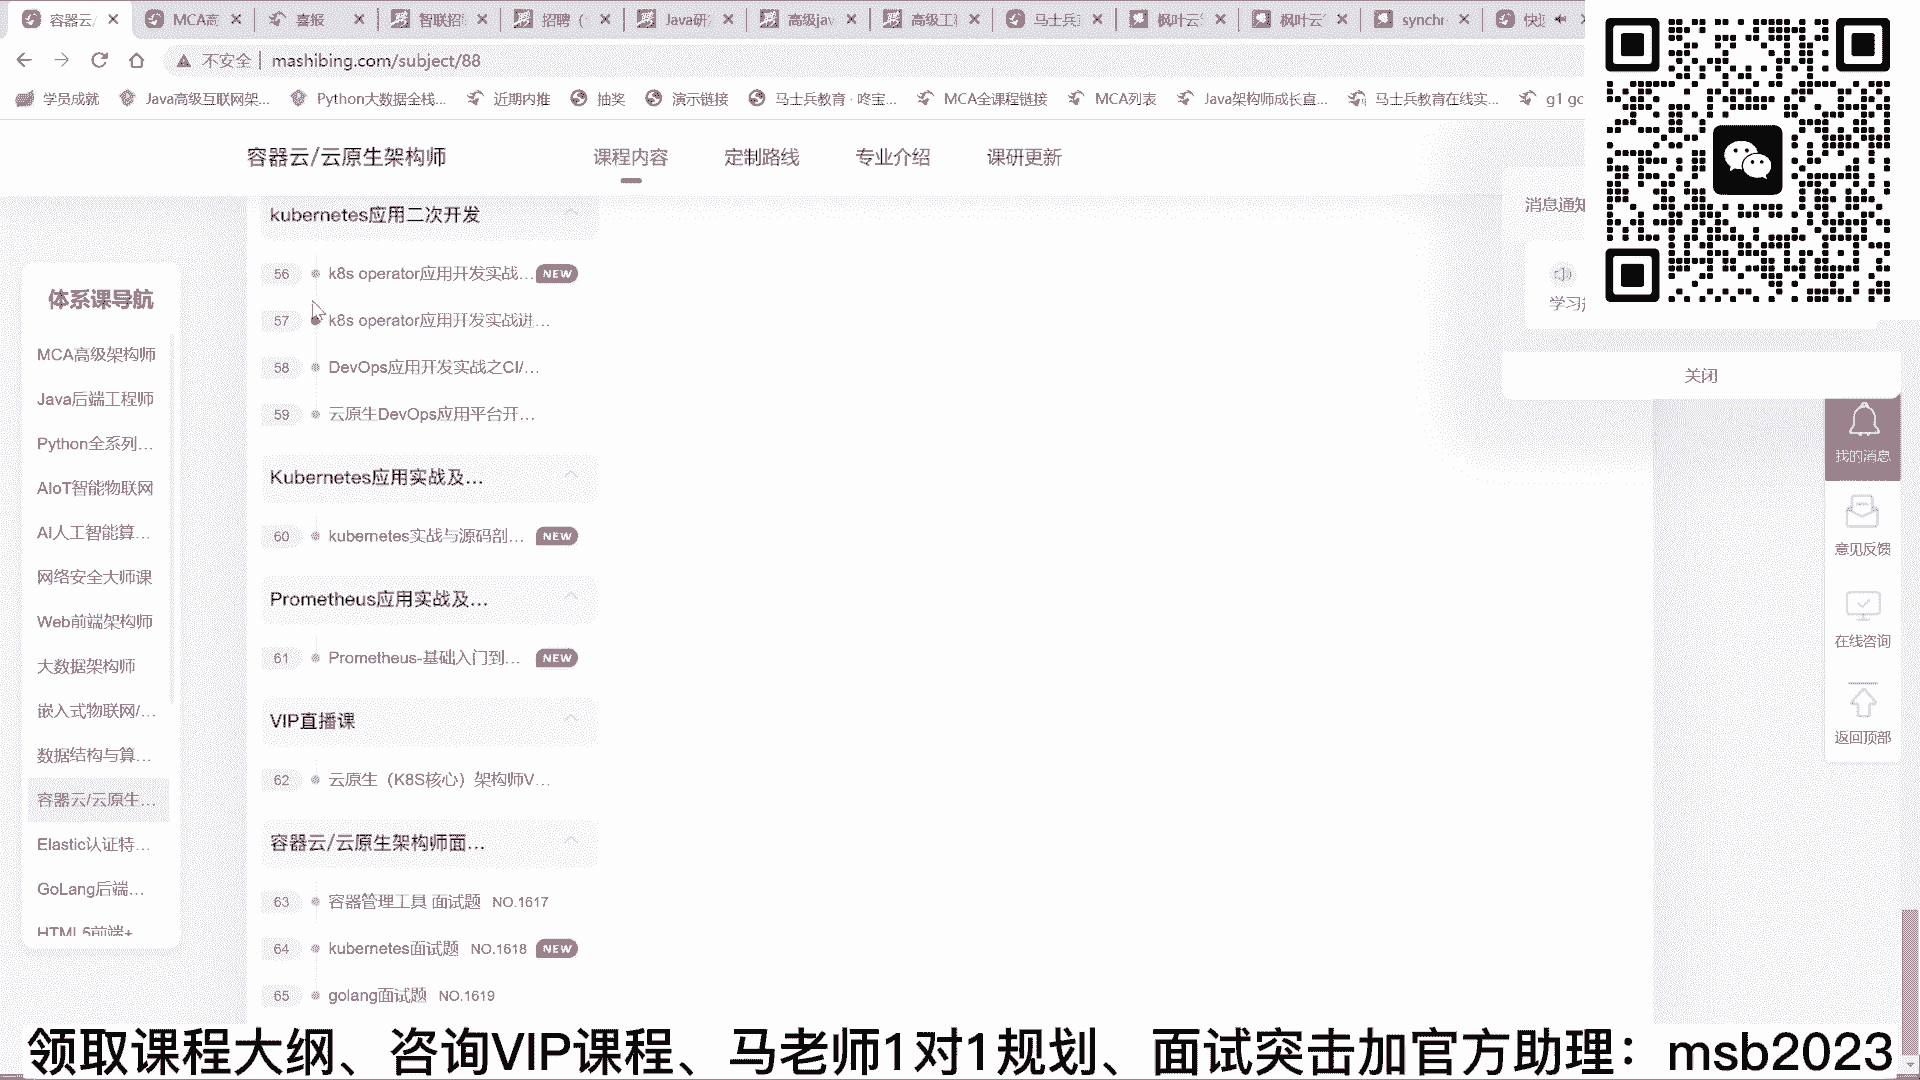 容器云/
MCA高
喜报
智联招聘
招聘（
Java研
高级jav
高级工程
马士兵
枫叶云
枫叶云
synchr
快速
不安全
mashibing.com/subject/88
学员成就
Java高级互联网架...
Python大数据全栈...
近期内推
抽奖
演示链接
马士兵教育 · 咚宝...
MCA全课程链接
MCA列表
Java架构师成长直...
马士兵教育在线实...
g1 gc
容器云/云原生架构师
课程内容
定制路线
专业介绍
课研更新
消息通知
关闭
我的消息
意见反馈
在线咨询
返回顶部
体系课导航
MCA高级架构师
Java后端工程师
Python全系列...
AIoT智能物联网
AI人工智能算...
网络安全大师课
Web前端架构师
大数据架构师
嵌入式物联网/...
数据结构与算...
容器云/云原生...
Elastic认证特...
GoLang后端...
HTML5前端+
kubernetes应用二次开发
56 k8s operator应用开发实战... NEW
57 k8s operator应用开发实战进...
58 DevOps应用开发实战之CI/...
59 云原生DevOps应用平台开...
Kubernetes应用实战及...
60 kubernetes实战与源码剖... NEW
Prometheus应用实战及...
61 Prometheus-基础入门到... NEW
VIP直播课
62 云原生（K8S核心）架构师V...
容器云/云原生架构师面...
63 容器管理工具 面试题 NO.1617
64 kubernetes面试题 NO.1618 NEW
65 golang面试题 NO.1619
领取课程大纲、咨询VIP课程、马老师1对1规划、面试突击加官方助理：msb2023